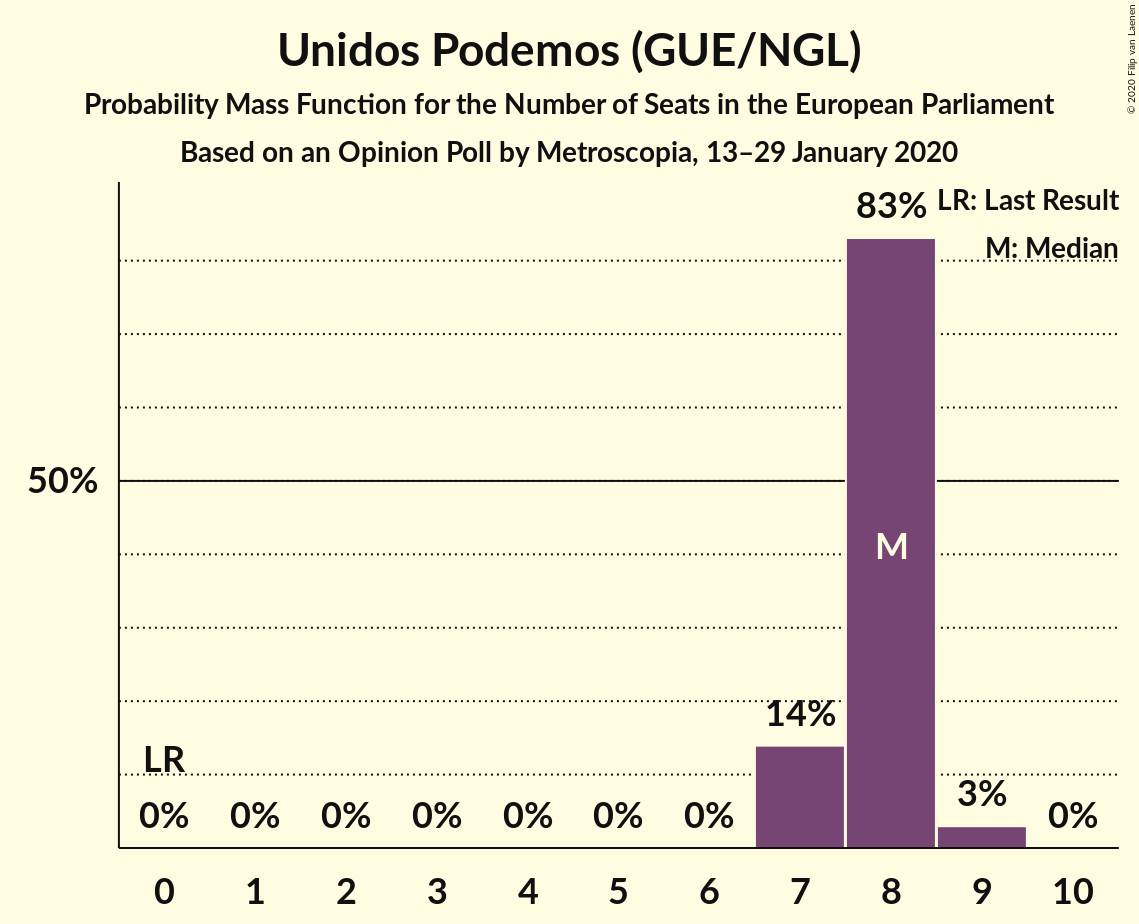 Unidos Podemos (GUE/NGL)
Probability Mass Function for the Number of Seats in the European Parliament
Based on an Opinion Poll by Metroscopia, 13–29 January 2020
© 2020 Filip van Laenen
LR: Last Result
M: Median
83%
50%
M
14%
LR
3%
0% 0% 0% 0% 0% 0% 0% 0%
0 1 2 3 4 5 6 7 8 9 10